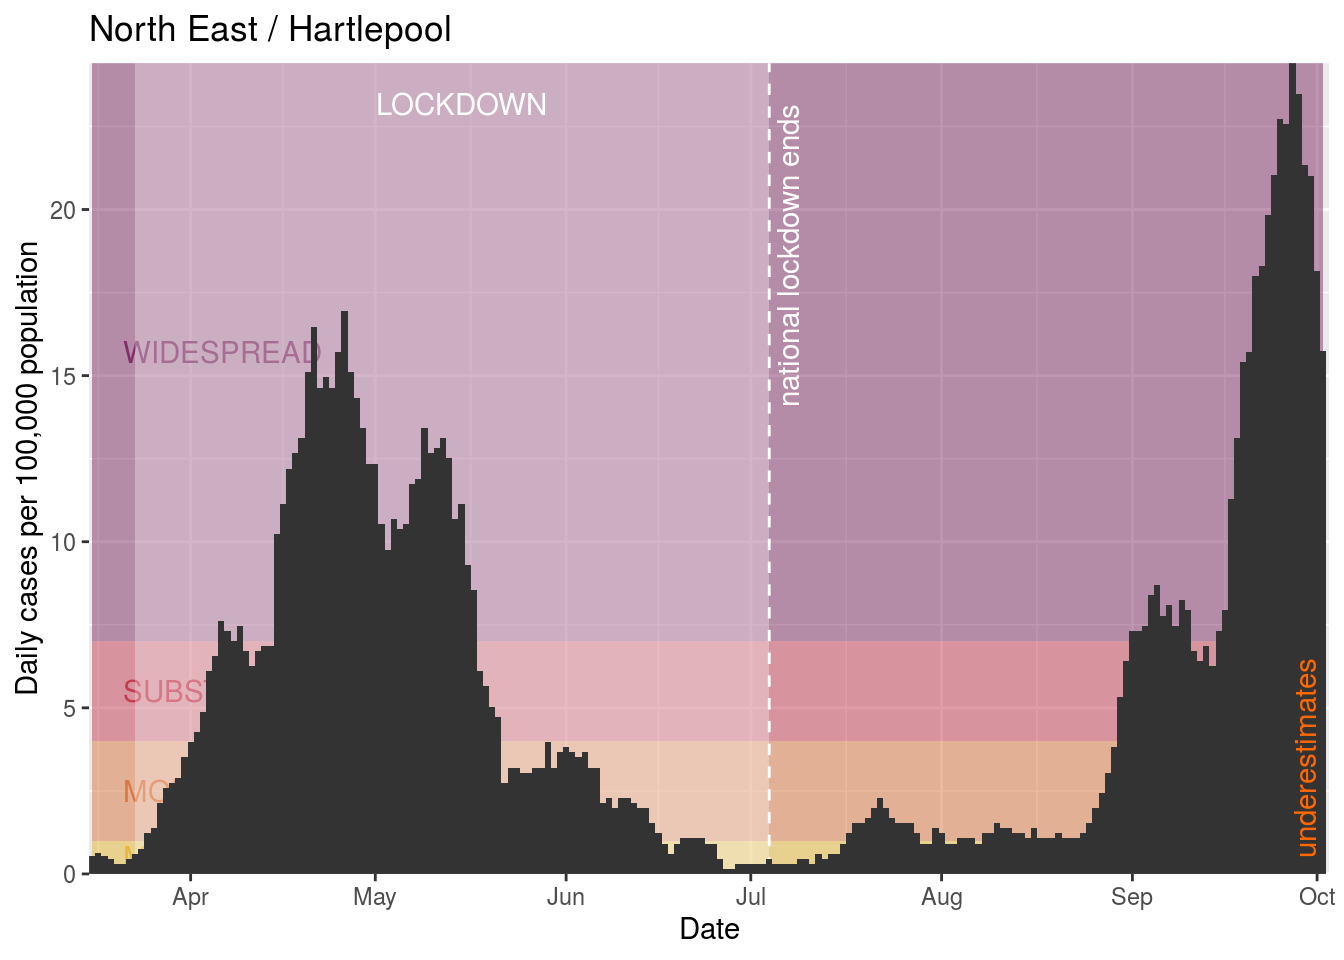 North East / Hartlepool
LOCKDOWN
national lockdown ends
WIDESPREAD
underestimates
Daily cases per 100,000 population
20
15
10
5
0
Apr
May
Jun
Jul
Aug
Sep
Oct
Date